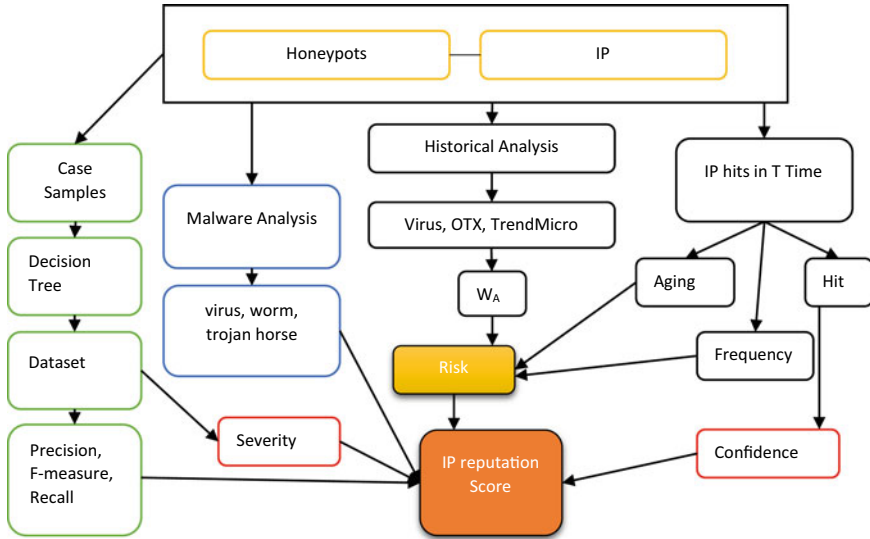 Honeypots
IP
Case
Samples
Historical Analysis
IP hits in T Time
Malware Analysis
Virus, OTX, TrendMicro
Decision
Tree
W_A
Aging
Hit
virus, worm,
trojan horse
Dataset
Risk
Frequency
Severity
Confidence
Precision,
F-measure,
Recall
IP reputation
Score